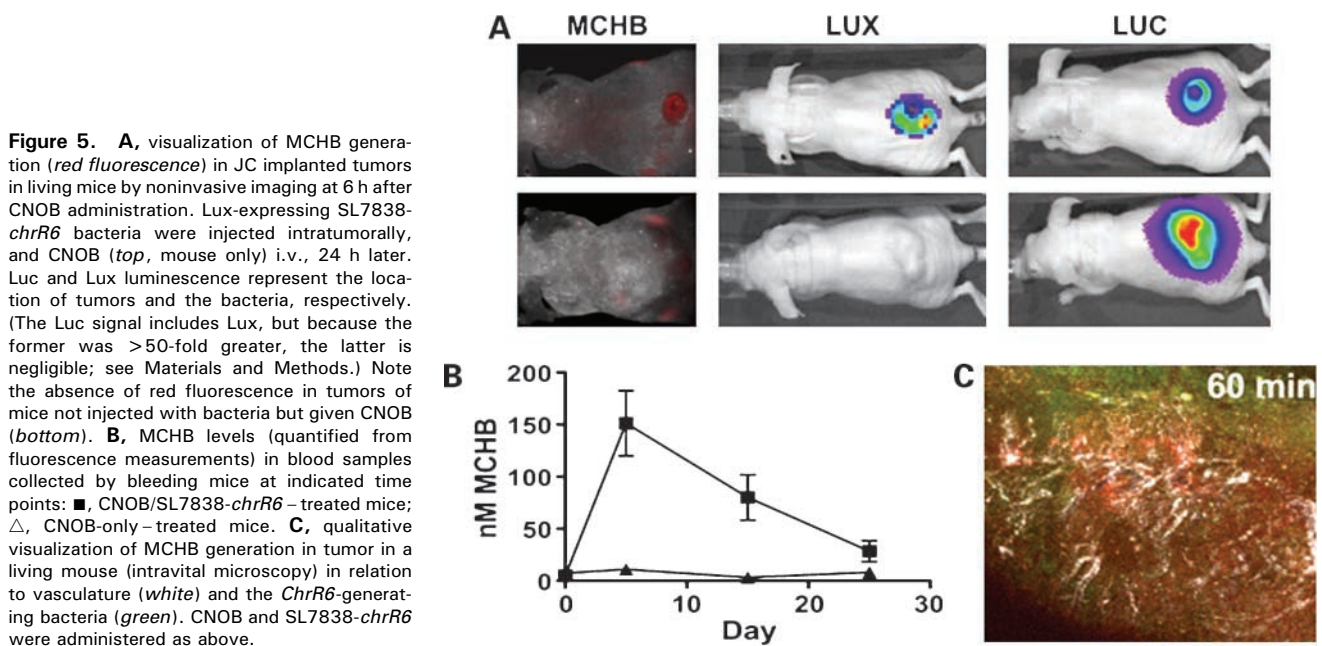 Figure 5. A, visualization of MCHB genera-
tion (red fluorescence) in JC implanted tumors
in living mice by noninvasive imaging at 6 h after
CNOB administration. Lux-expressing SL7838-
chrR6 bacteria were injected intratumorally,
and CNOB (top, mouse only) i.v., 24 h later.
Luc and Lux luminescence represent the loca-
tion of tumors and the bacteria, respectively.
(The Luc signal includes Lux, but because the
former was >50-fold greater, the latter is
negligible; see Materials and Methods.) Note
the absence of red fluorescence in tumors of
mice not injected with bacteria but given CNOB
(bottom). B, MCHB levels (quantified from
fluorescence measurements) in blood samples
collected by bleeding mice at indicated time
points: ■, CNOB/SL7838-chrR6 – treated mice;
△, CNOB-only – treated mice. C, qualitative
visualization of MCHB generation in tumor in a
living mouse (intravital microscopy) in relation
to vasculature (white) and the ChrR6-generat-
ing bacteria (green). CNOB and SL7838-chrR6
were administered as above.
A
MCHB LUX LUC
B
nM MCHB
200
150
100
50
0
0 10 20 30
Day
C
60 min